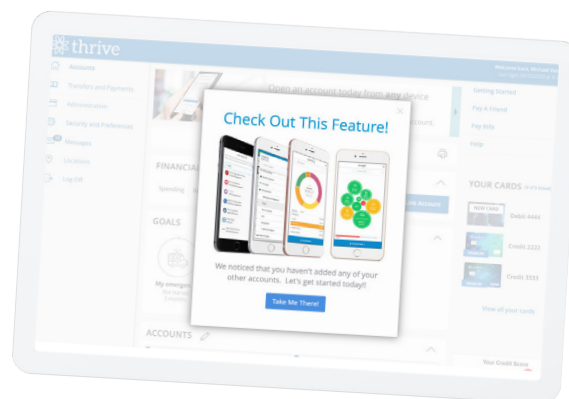 thrive
Accounts
Transfers and Payments
Administration
Security and Preferences
Messages
Locations
Log Off
Open an account today from any device
account.
Getting Started
Pay A Friend
Pay Bills
Help
Check Out This Feature!
We noticed that you haven't added any of your
other accounts. Let's get started today!!
Take Me There!
FINANCIAL
Spending
Account
GOALS
My emergen
ACCOUNTS
YOUR CARDS
NEW CARD
Debit 4444
Credit 2222
Credit 3333
View all your cards
Your Credit Score